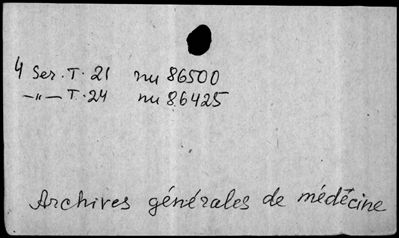 4 Ser. T. 21 nu 86500
—„— T. 24 nu 86425
Archives générales de médecine